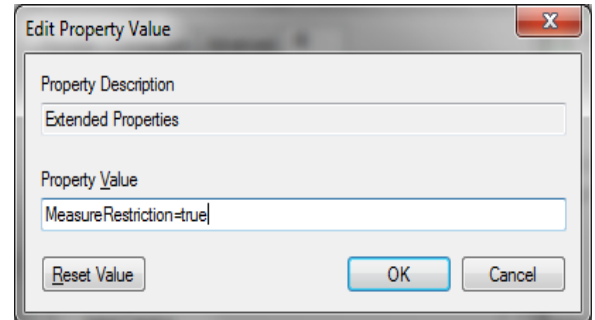 Edit Property Value
Property Description
Extended Properties
Property Value
MeasureRestriction=true
Reset Value OK Cancel